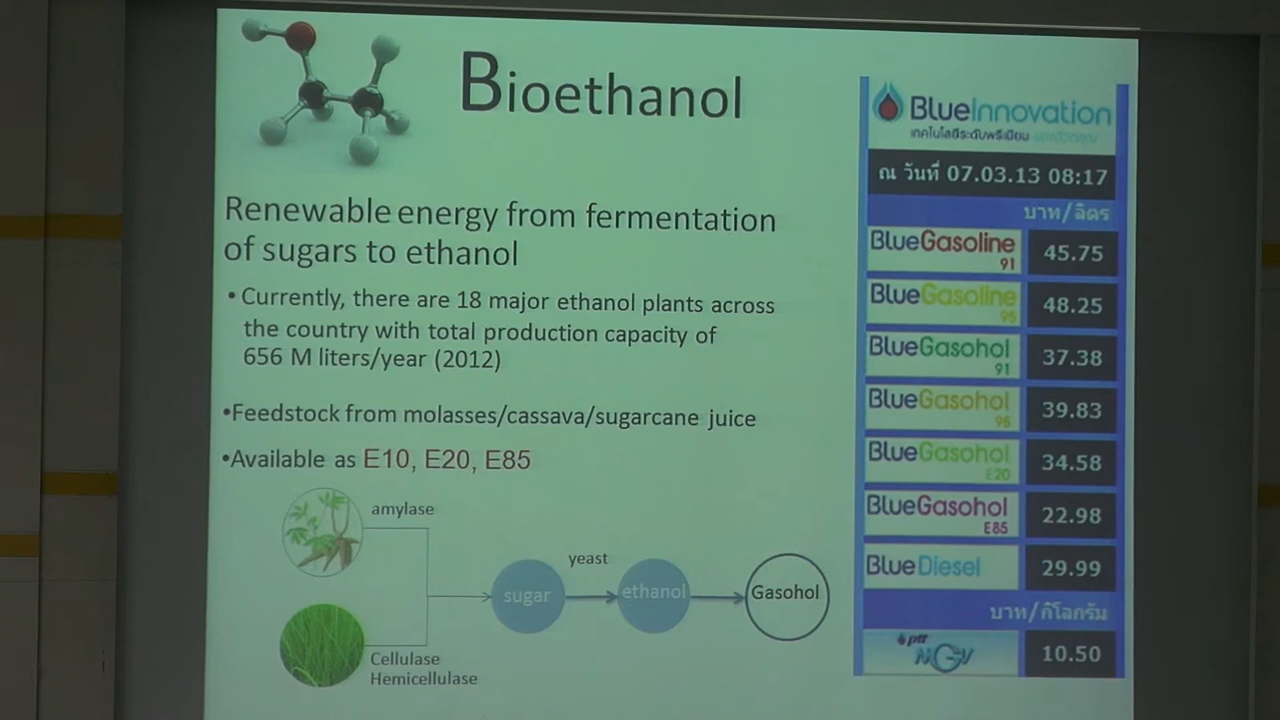 Bioethanol
Renewable energy from fermentation
of sugars to ethanol
• Currently, there are 18 major ethanol plants across
the country with total production capacity of
656 M liters/year (2012)
•Feedstock from molasses/cassava/sugarcane juice
•Available as E10, E20, E85
amylase
Cellulase
Hemicellulase
sugar
yeast
ethanol
Gasohol
BlueInnovation
เทคโนโลยีระดับพรีเมียม
ณ วันที่ 07.03.13 08:17
บาท/ลิตร
BlueGasoline 91 45.75
BlueGasoline 95 48.25
BlueGasohol 91 37.38
BlueGasohol 95 39.83
BlueGasohol E20 34.58
BlueGasohol E85 22.98
BlueDiesel 29.99
บาท/กิโลกรัม
ptt NGV 10.50